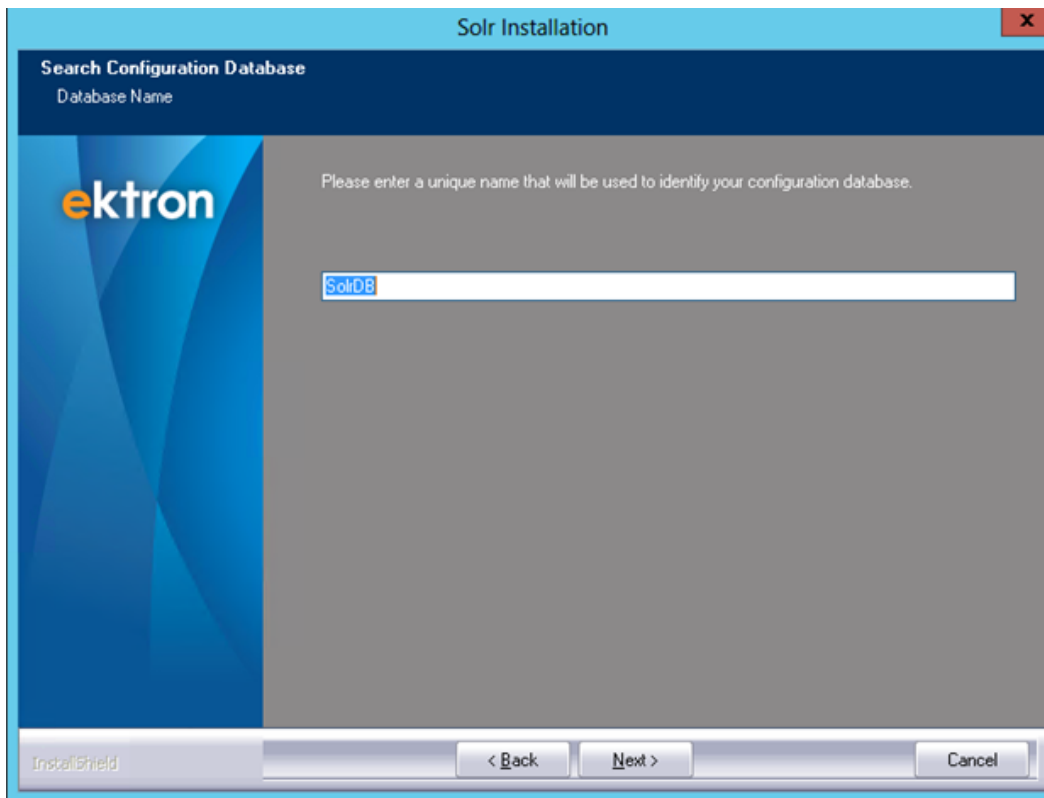 Solr Installation
x
Search Configuration Database
Database Name
ektron
Please enter a unique name that will be used to identify your configuration database.
SolrDB
InstallShield
< Back
Next >
Cancel